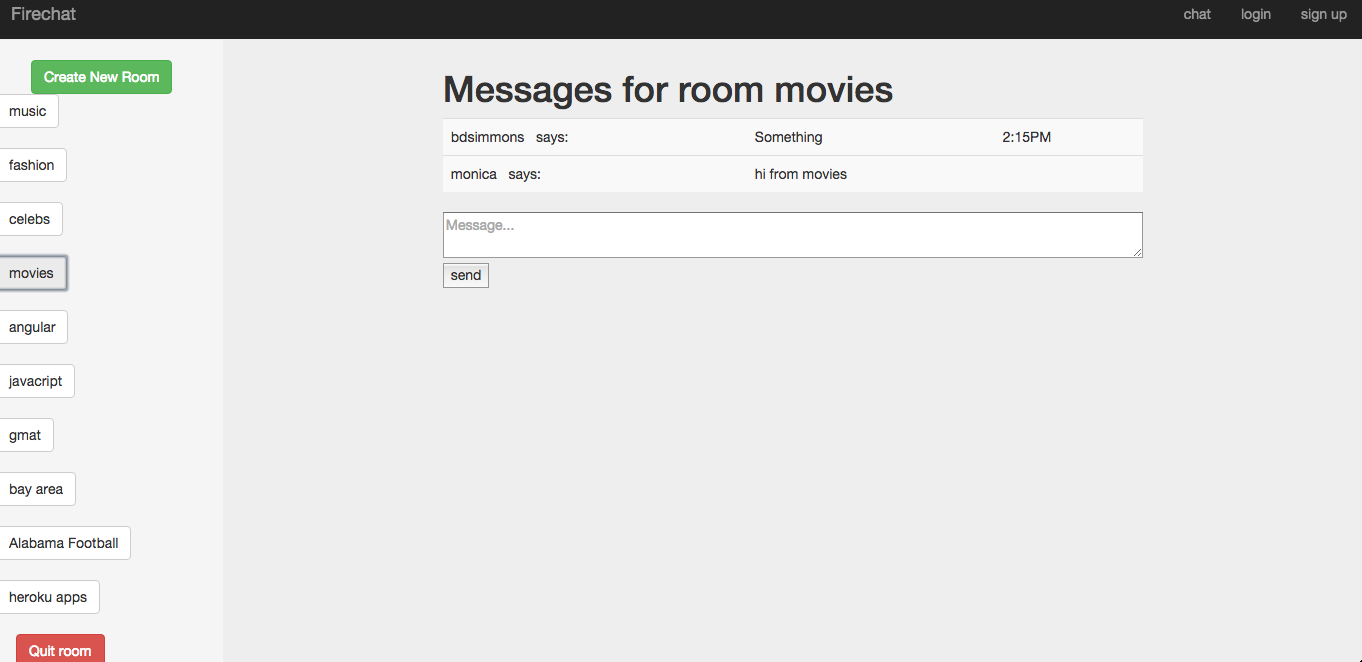 Firechat chat login sign up
Create New Room
music
fashion
celebs
movies
angular
javacript
gmat
bay area
Alabama Football
heroku apps
Quit room
Messages for room movies
bdsimmons says: Something 2:15PM
monica says: hi from movies
Message...
send